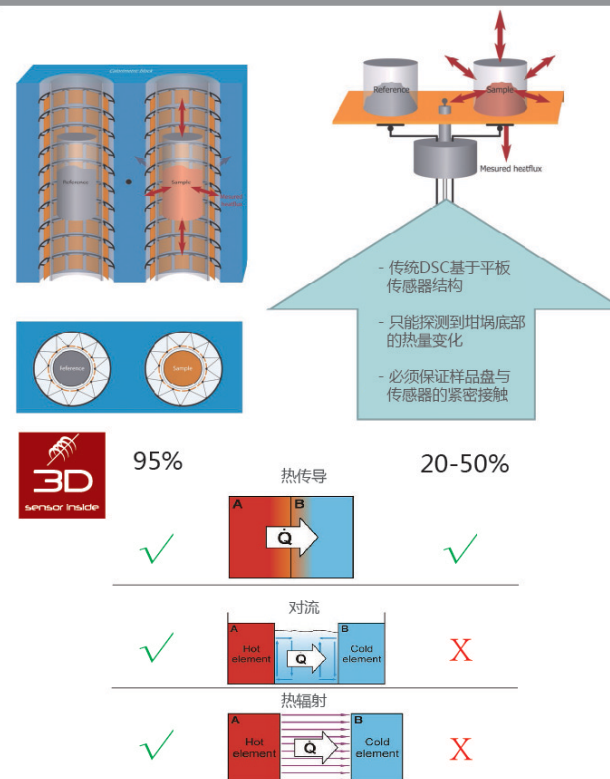 Calorimetric block
Reference
Sample
Mesured
heatflux
Reference
Sample
Mesured heatflux
- 传统DSC基于平板
传感器结构
- 只能探测到坩埚底部
的热量变化
- 必须保证样品盘与
传感器的紧密接触
Reference
Sample
3D
sensor inside
95%
20-50%
热传导
A
B
Q̇
√
√
对流
A
B
Hot
element
Q̇
Cold
element
√
X
热辐射
A
B
Hot
element
Q̇
Cold
element
√
X